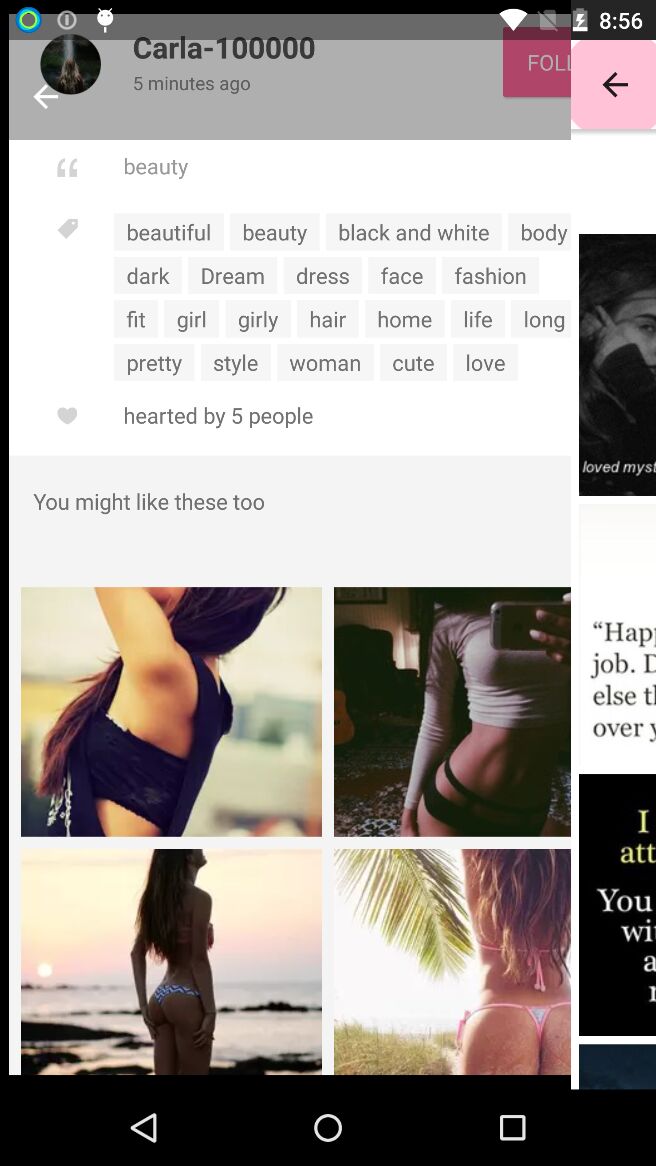 8:56
Carla-100000
5 minutes ago
FOLL
beauty
beautiful beauty black and white body
dark Dream dress face fashion
fit girl girly hair home life long
pretty style woman cute love
hearted by 5 people
You might like these too
loved myst
“Happ
job. D
else th
over y
I
att
You
wit
a
r